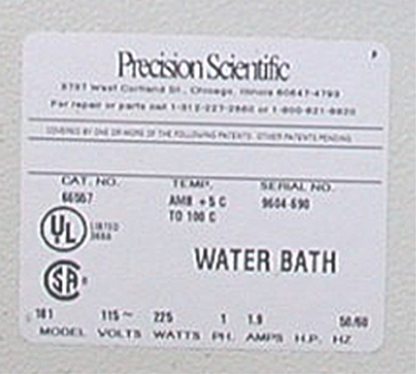 Precision Scientific
3737 West Cortland St., Chicago, Illinois 60647-4793
For repair or parts call 1-312-227-2660 or 1-800-621-8820
COVERED BY ONE OR MORE OF THE FOLLOWING PATENTS. OTHER PATENTS PENDING.
CAT. NO. TEMP. SERIAL NO.
66557 AMB +5 C 9604-690
TO 100 C
UL LISTED
SA
WATER BATH
181 115~ 225 1 1.9 50/60
MODEL VOLTS WATTS PH. AMPS H.P. HZ